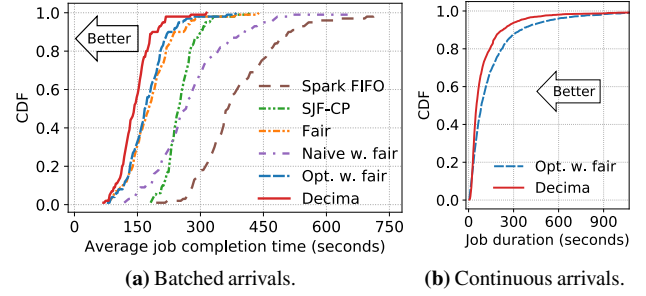 1.0
0.8
0.6
0.4
0.2
0.0
CDF
Better
Spark FIFO
SJF-CP
Fair
Naive w. fair
Opt. w. fair
Decima
0
150
300
450
600
750
Average job completion time (seconds)
(a) Batched arrivals.
1.0
0.8
0.6
0.4
0.2
0.0
CDF
Better
Opt. w. fair
Decima
0
300
600
900
Job duration (seconds)
(b) Continuous arrivals.